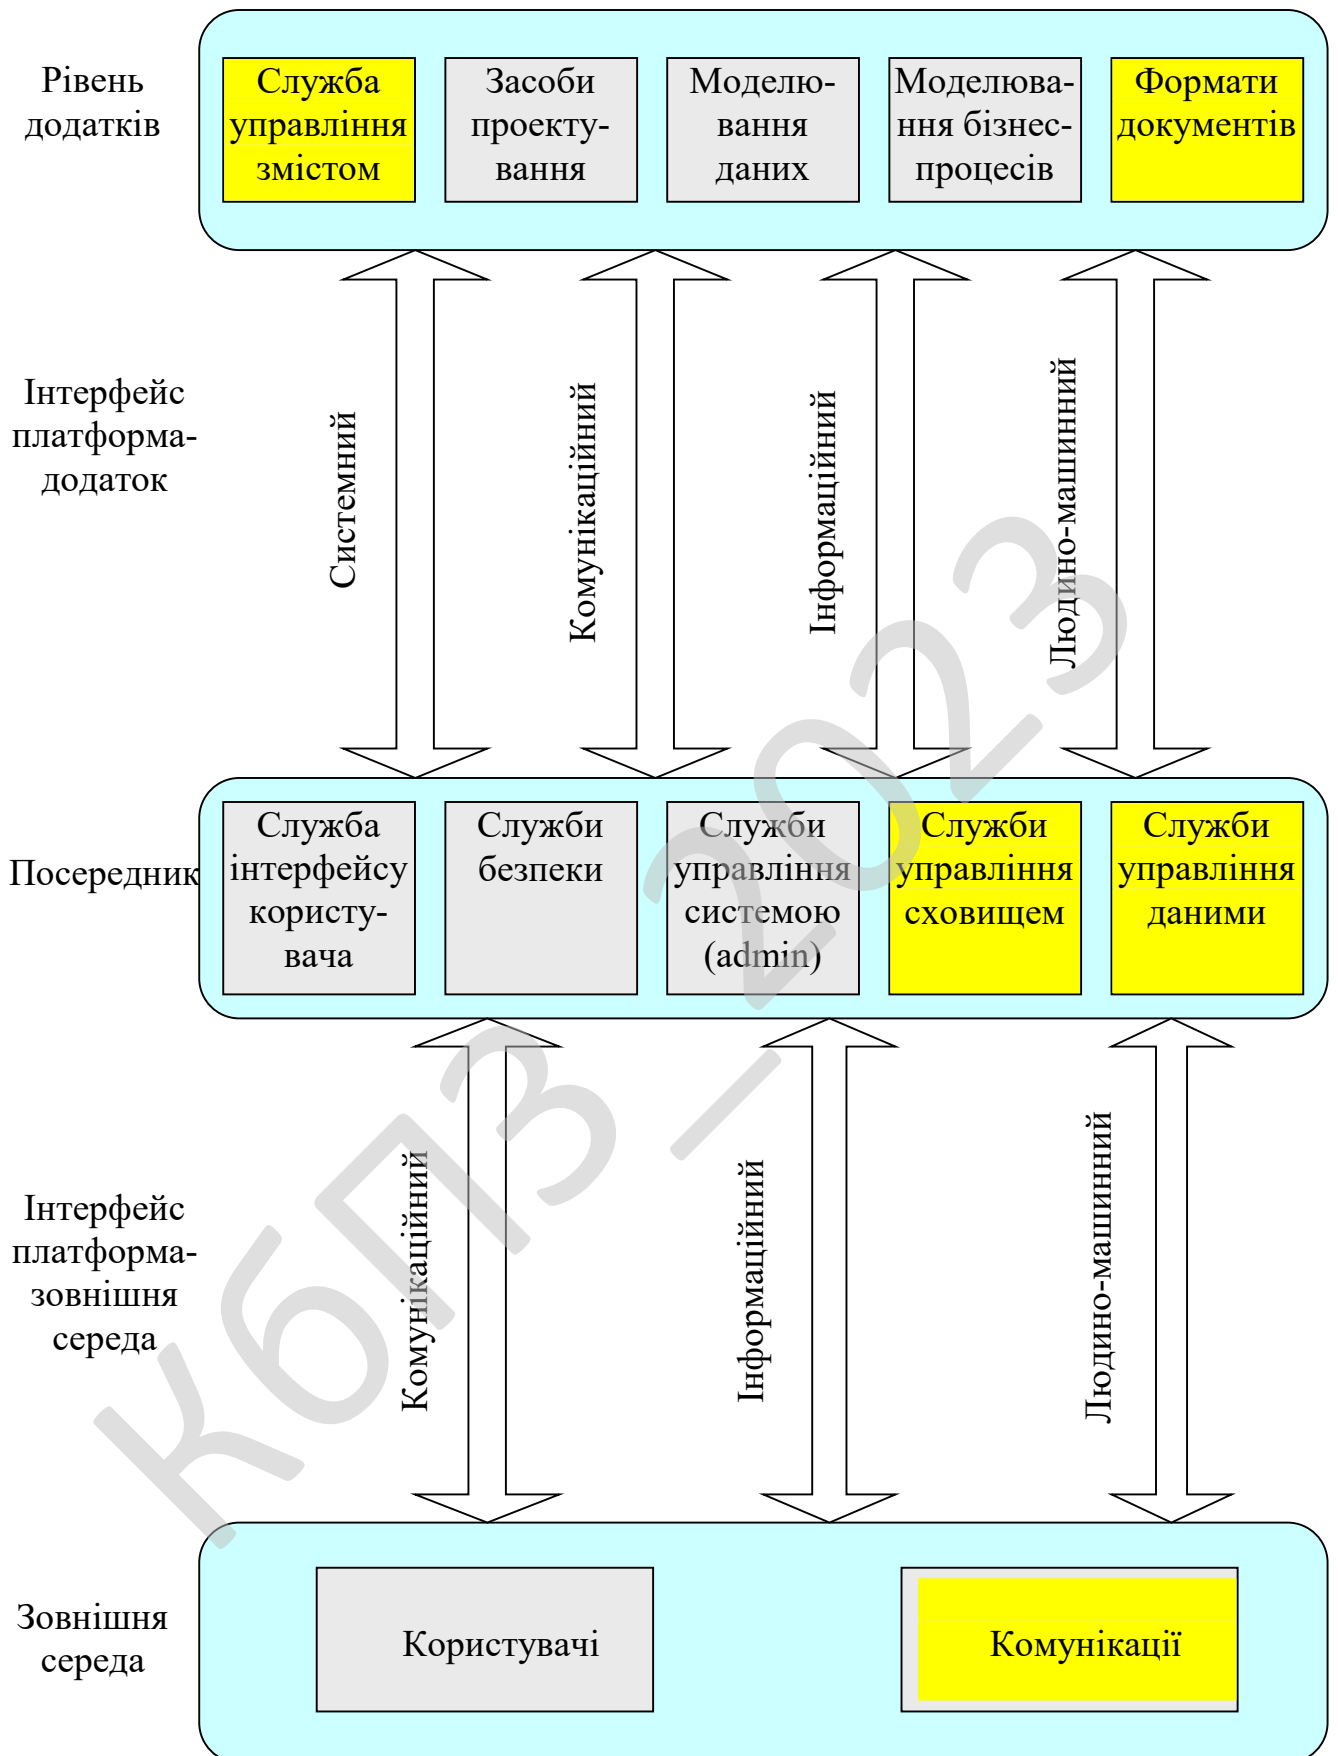 Рівень
додатків
Служба
управління
змістом
Засоби
проекту-
вання
Моделю-
вання
даних
Моделюва-
ння бізнес-
процесів
Формати
документів
Інтерфейс
платформа-
додаток
Системний
Комунікаційний
Інформаційний
Людино-машинний
Посередник
Служба
інтерфейсу
користу-
вача
Служби
безпеки
Служби
управління
системою
(admin)
Служби
управління
сховищем
Служби
управління
даними
Інтерфейс
платформа-
зовнішня
середа
Комунікаційний
Інформаційний
Людино-машинний
Зовнішня
середа
Користувачі
Комунікації
КбПЗ_2023